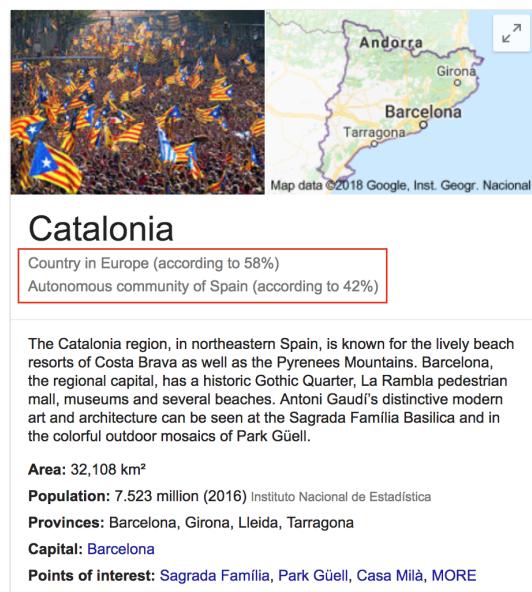 Andorra
Girona
Barcelona
Tarragona
Map data ©2018 Google, Inst. Geogr. Nacional
Catalonia
Country in Europe (according to 58%)
Autonomous community of Spain (according to 42%)
The Catalonia region, in northeastern Spain, is known for the lively beach
resorts of Costa Brava as well as the Pyrenees Mountains. Barcelona,
the regional capital, has a historic Gothic Quarter, La Rambla pedestrian
mall, museums and several beaches. Antoni Gaudí's distinctive modern
art and architecture can be seen at the Sagrada Família Basilica and in
the colorful outdoor mosaics of Park Güell.
Area: 32,108 km²
Population: 7.523 million (2016) Instituto Nacional de Estadística
Provinces: Barcelona, Girona, Lleida, Tarragona
Capital: Barcelona
Points of interest: Sagrada Família, Park Güell, Casa Milà, MORE